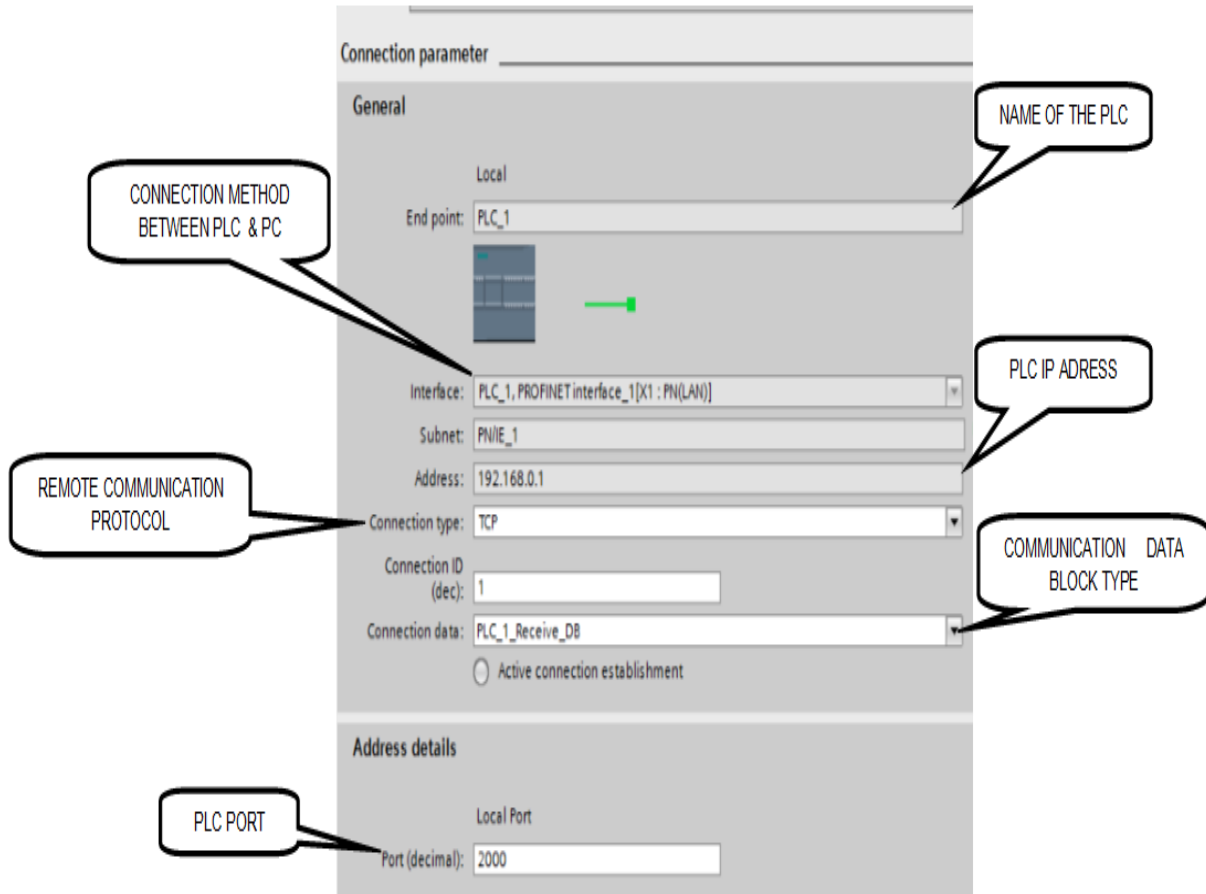 Connection parameter
General
NAME OF THE PLC
Local
CONNECTION METHOD
BETWEEN PLC & PC
End point: PLC_1
PLC IP ADRESS
Interface: PLC_1, PROFINET interface_1[X1 : PN(LAN)]
Subnet: PN/IE_1
Address: 192.168.0.1
REMOTE COMMUNICATION
PROTOCOL
Connection type: TCP
COMMUNICATION DATA
BLOCK TYPE
Connection ID
(dec): 1
Connection data: PLC_1_Receive_DB
Active connection establishment
Address details
PLC PORT
Local Port
Port (decimal): 2000